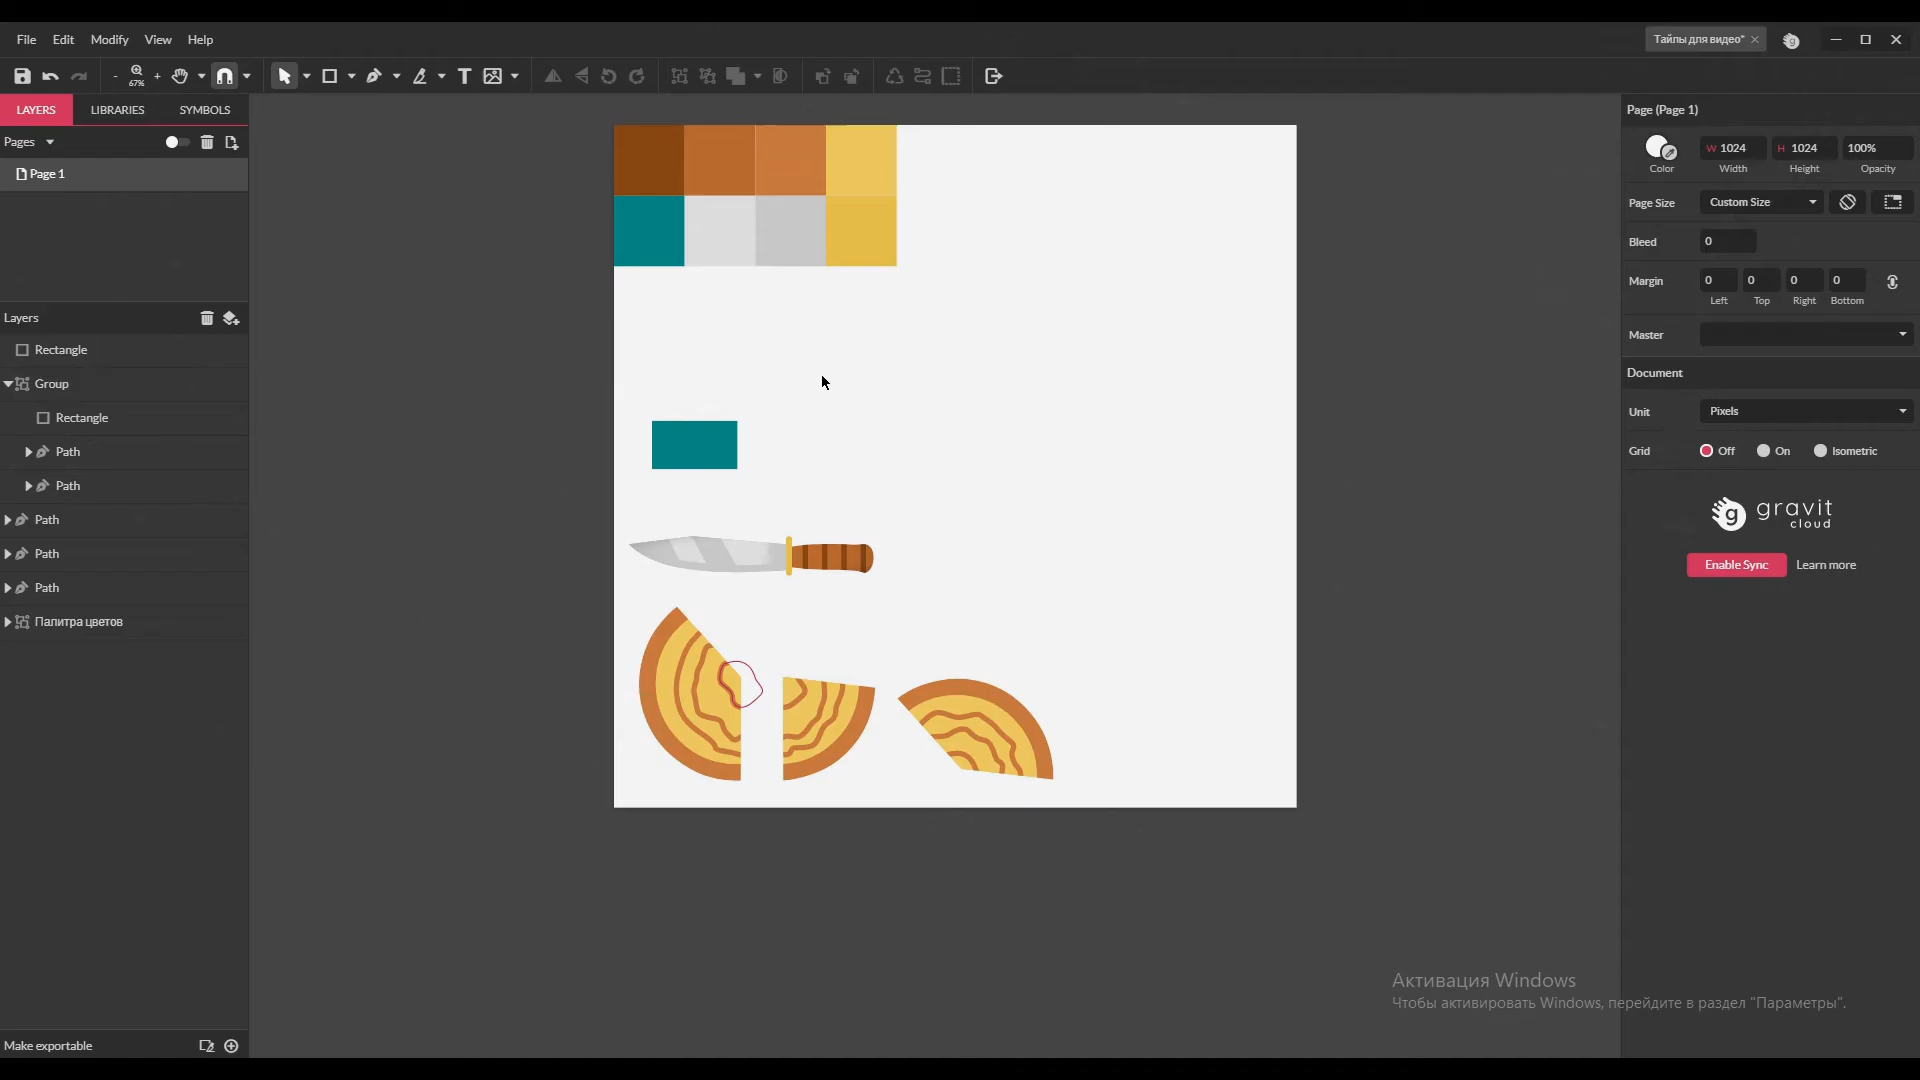 File Edit Modify View Help
Тайлы для видео*
67%
LAYERS LIBRARIES SYMBOLS
Pages
Page 1
Layers
Rectangle
Group
Rectangle
Path
Path
Path
Path
Path
Палитра цветов
Make exportable
Page (Page 1)
W 1024 H 1024 100%
Color Width Height Opacity
Page Size Custom Size
Bleed 0
Margin 0 0 0 0
Left Top Right Bottom
Master
Document
Unit Pixels
Grid Off On Isometric
gravit
cloud
Enable Sync Learn more
Активация Windows
Чтобы активировать Windows, перейдите в раздел "Параметры".